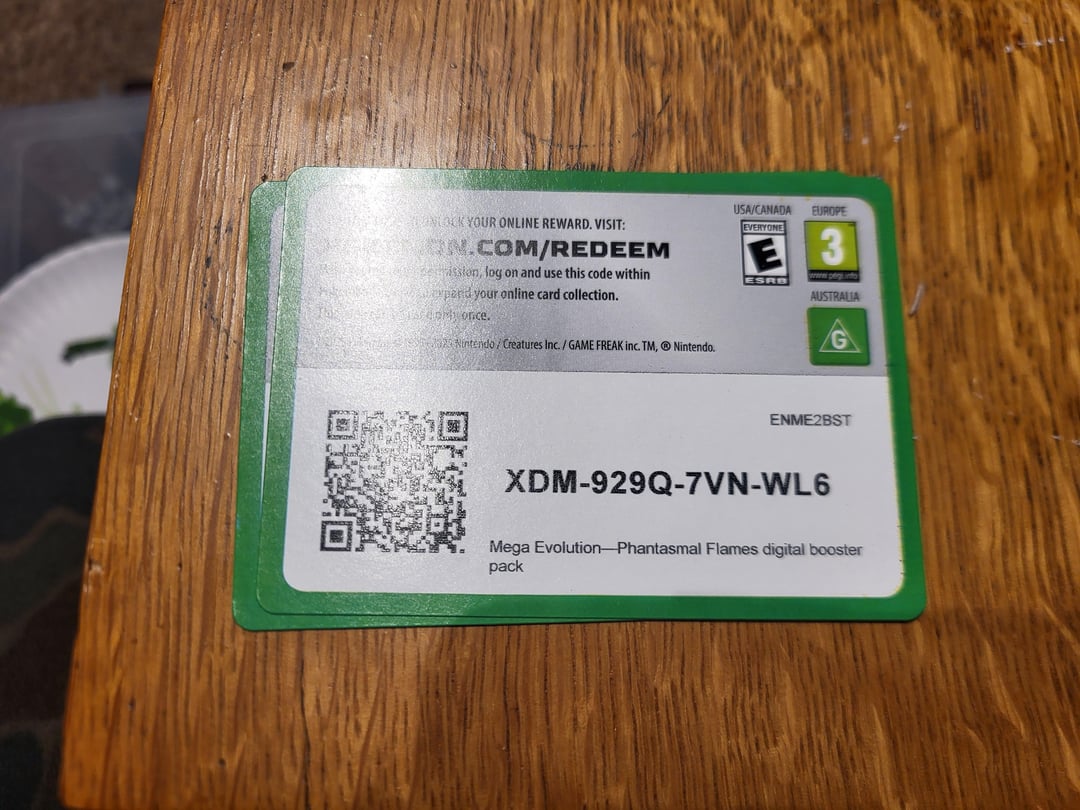 UNLOCK YOUR ONLINE REWARD. VISIT:
.COM/REDEEM
permission, log on and use this code within
expand your online card collection.
only once.
Nintendo / Creatures Inc. / GAME FREAK inc. TM, ® Nintendo.
USA/CANADA
EVERYONE
E
ESRB
EUROPE
3
www.pegi.info
AUSTRALIA
G
ENME2BST
XDM-929Q-7VN-WL6
Mega Evolution—Phantasmal Flames digital booster
pack